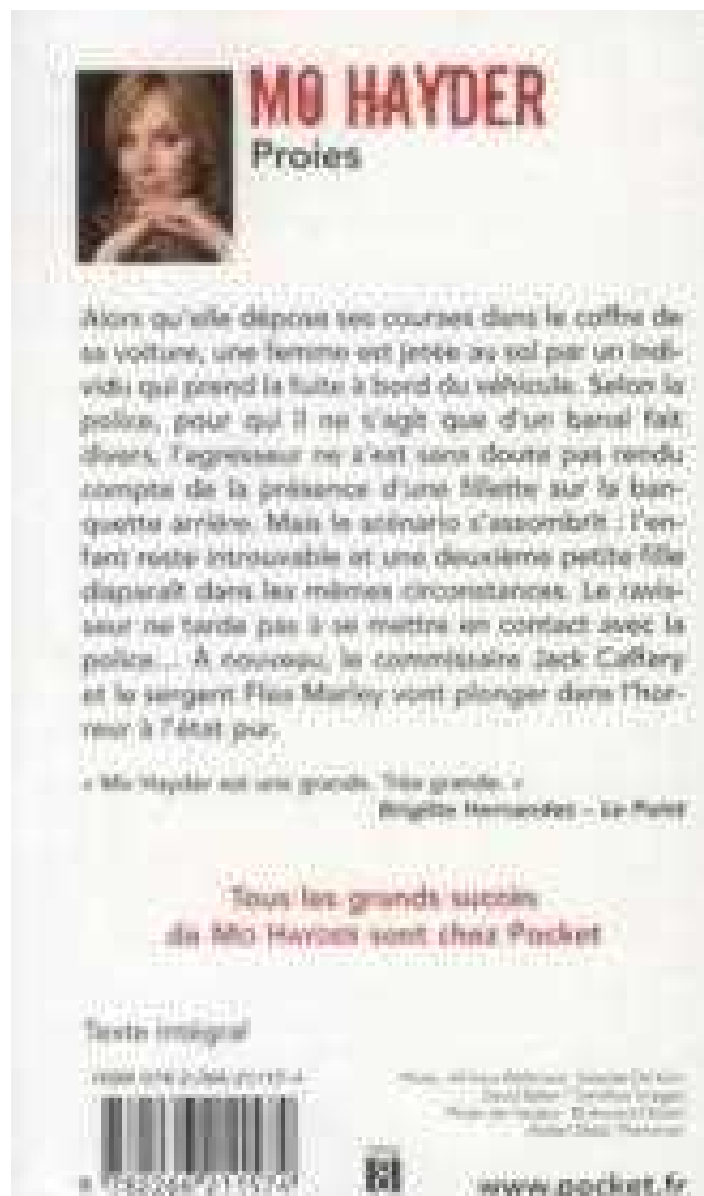 MO HAYDER
Proies
Alors qu'elle dépose ses courses dans le coffre de
sa voiture, une femme est jetée au sol par un indi-
vidu qui prend la fuite à bord du véhicule. Selon la
police, pour qui il ne s'agit que d'un banal fait
divers, l'agresseur ne s'est sans doute pas rendu
compte de la présence d'une fillette sur la ban-
quette arrière. Mais le scénario s'assombrit : l'en-
fant reste introuvable et une deuxième petite fille
disparaît dans les mêmes circonstances. Le ravis-
seur ne tarde pas à se mettre en contact avec la
police... À nouveau, le commissaire Jack Caffery
et le sergent Flea Marley vont plonger dans l'hor-
reur à l'état pur.
« Mo Hayder est une grande. Très grande. »
Brigitte Hernandez – Le Point
Tous les grands succès
de MO HAYDER sont chez Pocket
Texte intégral
ISBN
9 782266 211574
www.pocket.fr